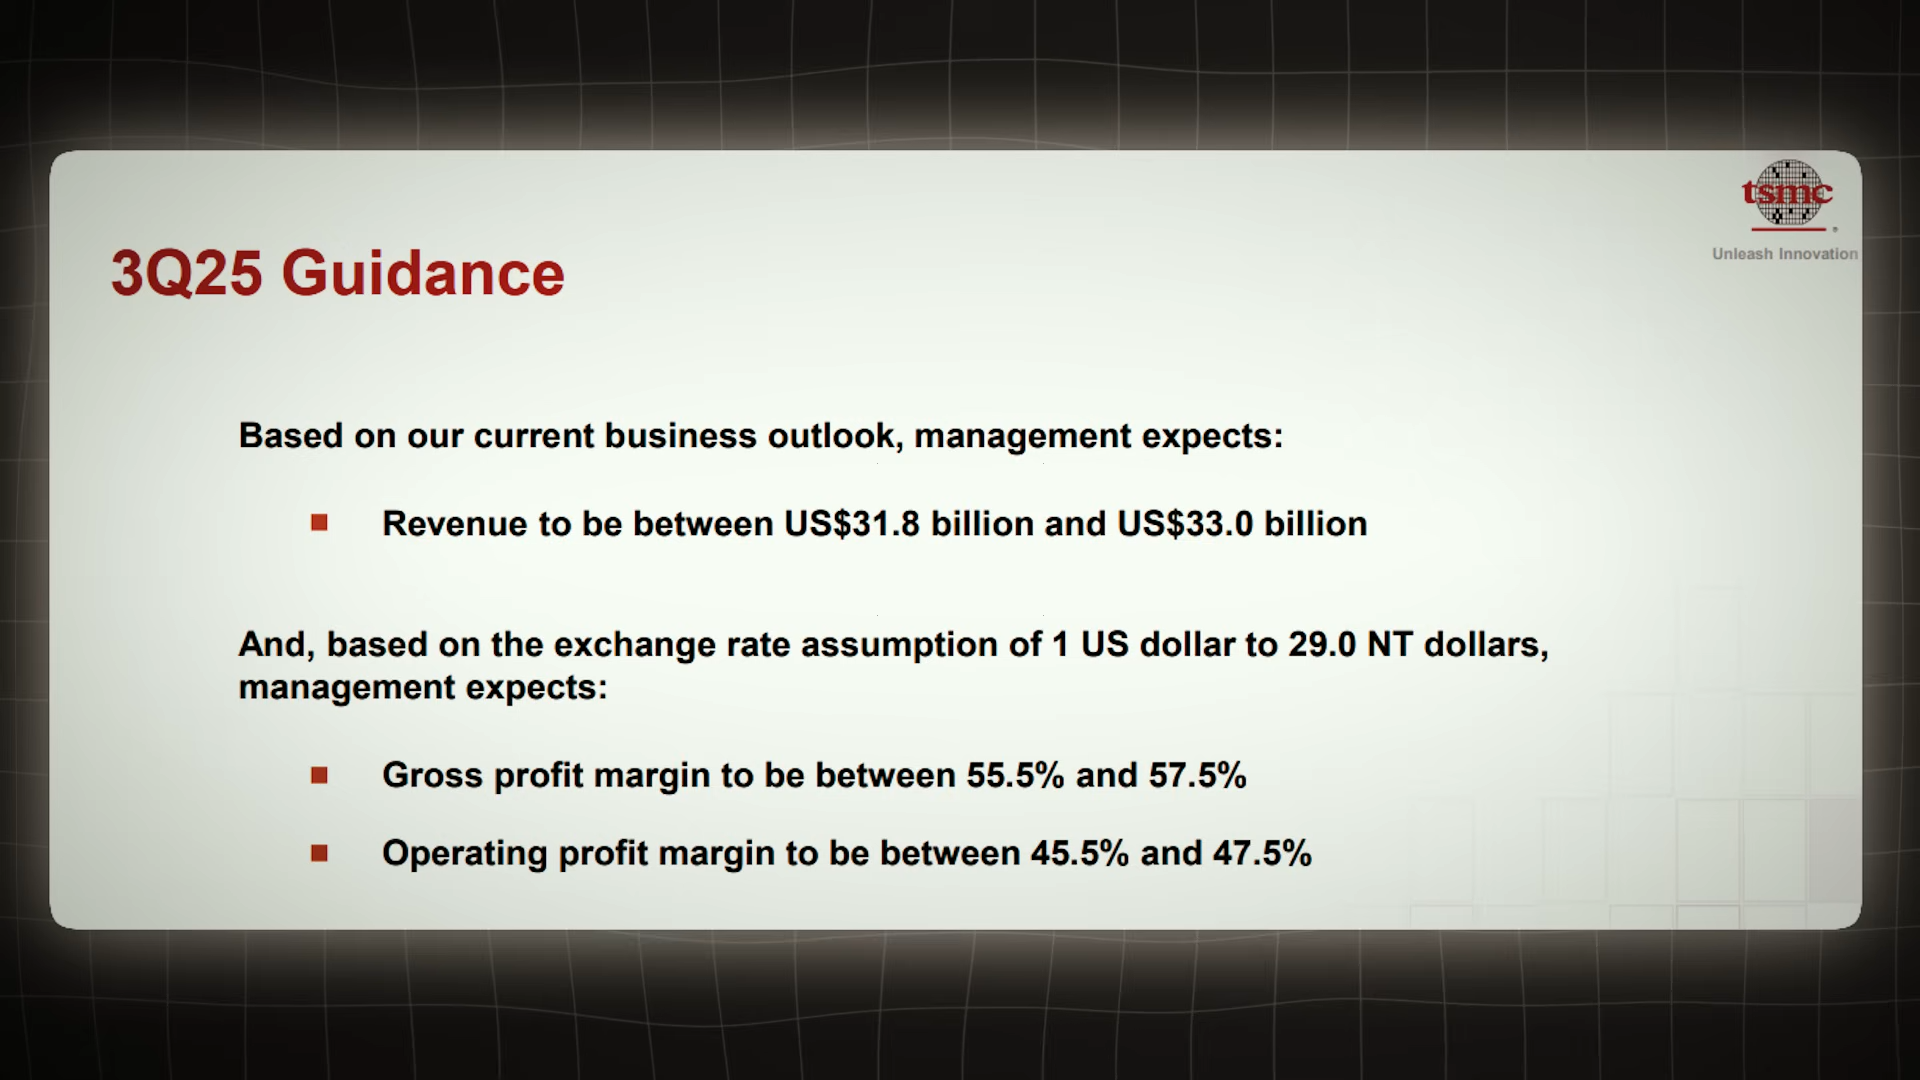 tsmc
Unleash Innovation
3Q25 Guidance
Based on our current business outlook, management expects:
Revenue to be between US$31.8 billion and US$33.0 billion
And, based on the exchange rate assumption of 1 US dollar to 29.0 NT dollars,
management expects:
Gross profit margin to be between 55.5% and 57.5%
Operating profit margin to be between 45.5% and 47.5%